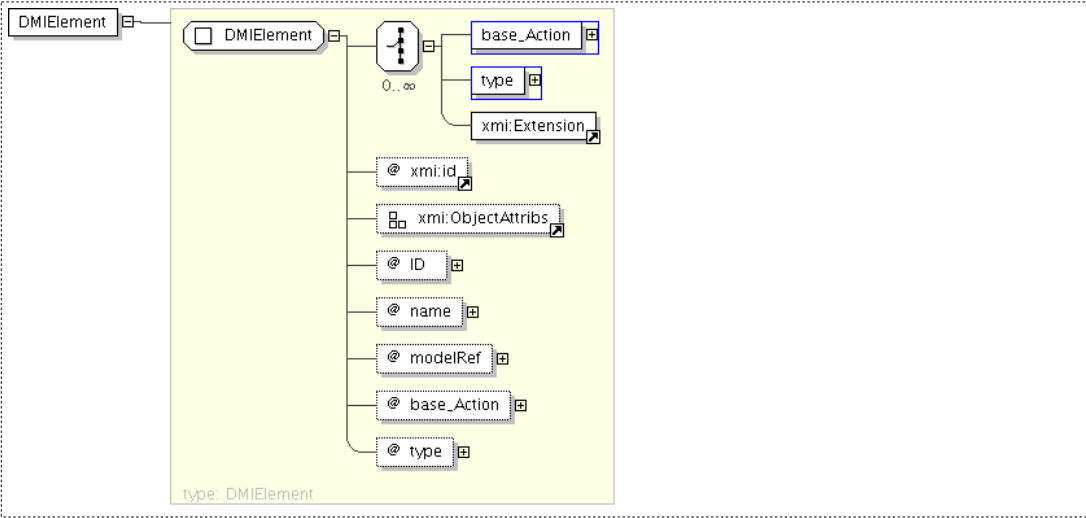 DMIElement
DMIElement
base_Action
type
0..∞
xmi:Extension
@ xmi:id
xmi:ObjectAttribs
@ ID
@ name
@ modelRef
@ base_Action
@ type
type: DMIElement